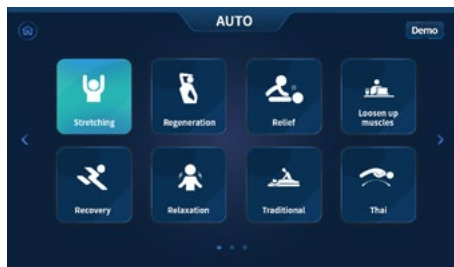 AUTO
Demo
Stretching
Regeneration
Relief
Loosen up
muscles
Recovery
Relaxation
Traditional
Thai